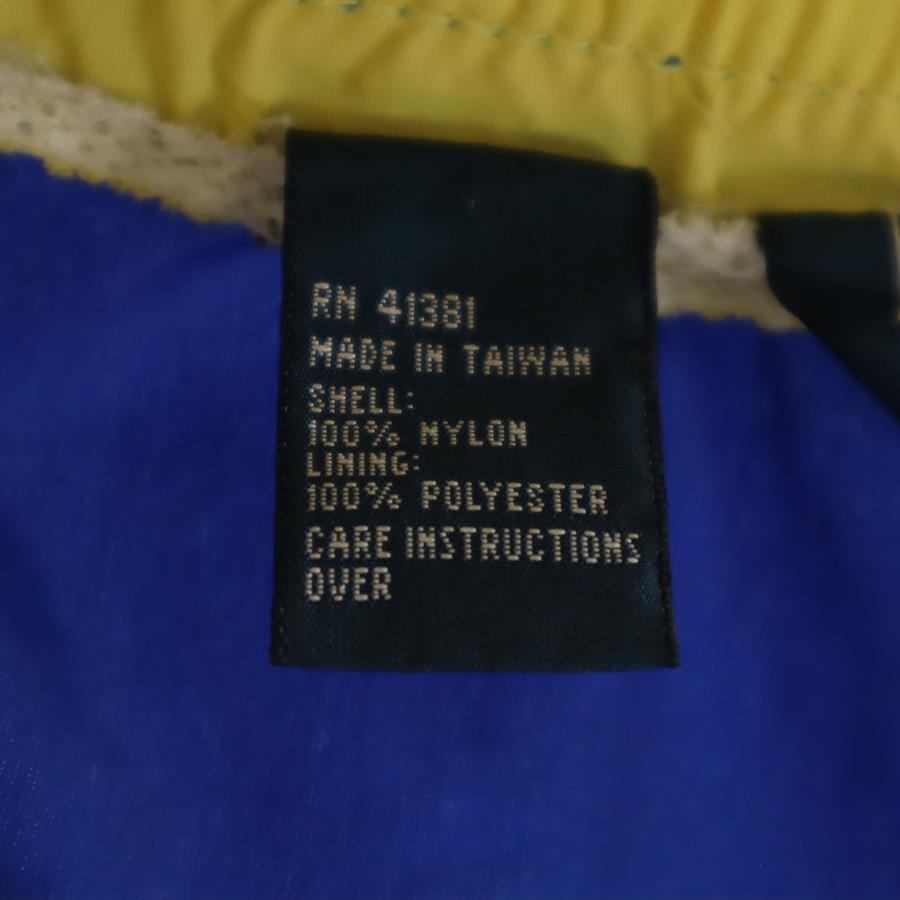 RN 41381
MADE IN TAIWAN
SHELL:
100% NYLON
LINING:
100% POLYESTER
CARE INSTRUCTIONS
OVER